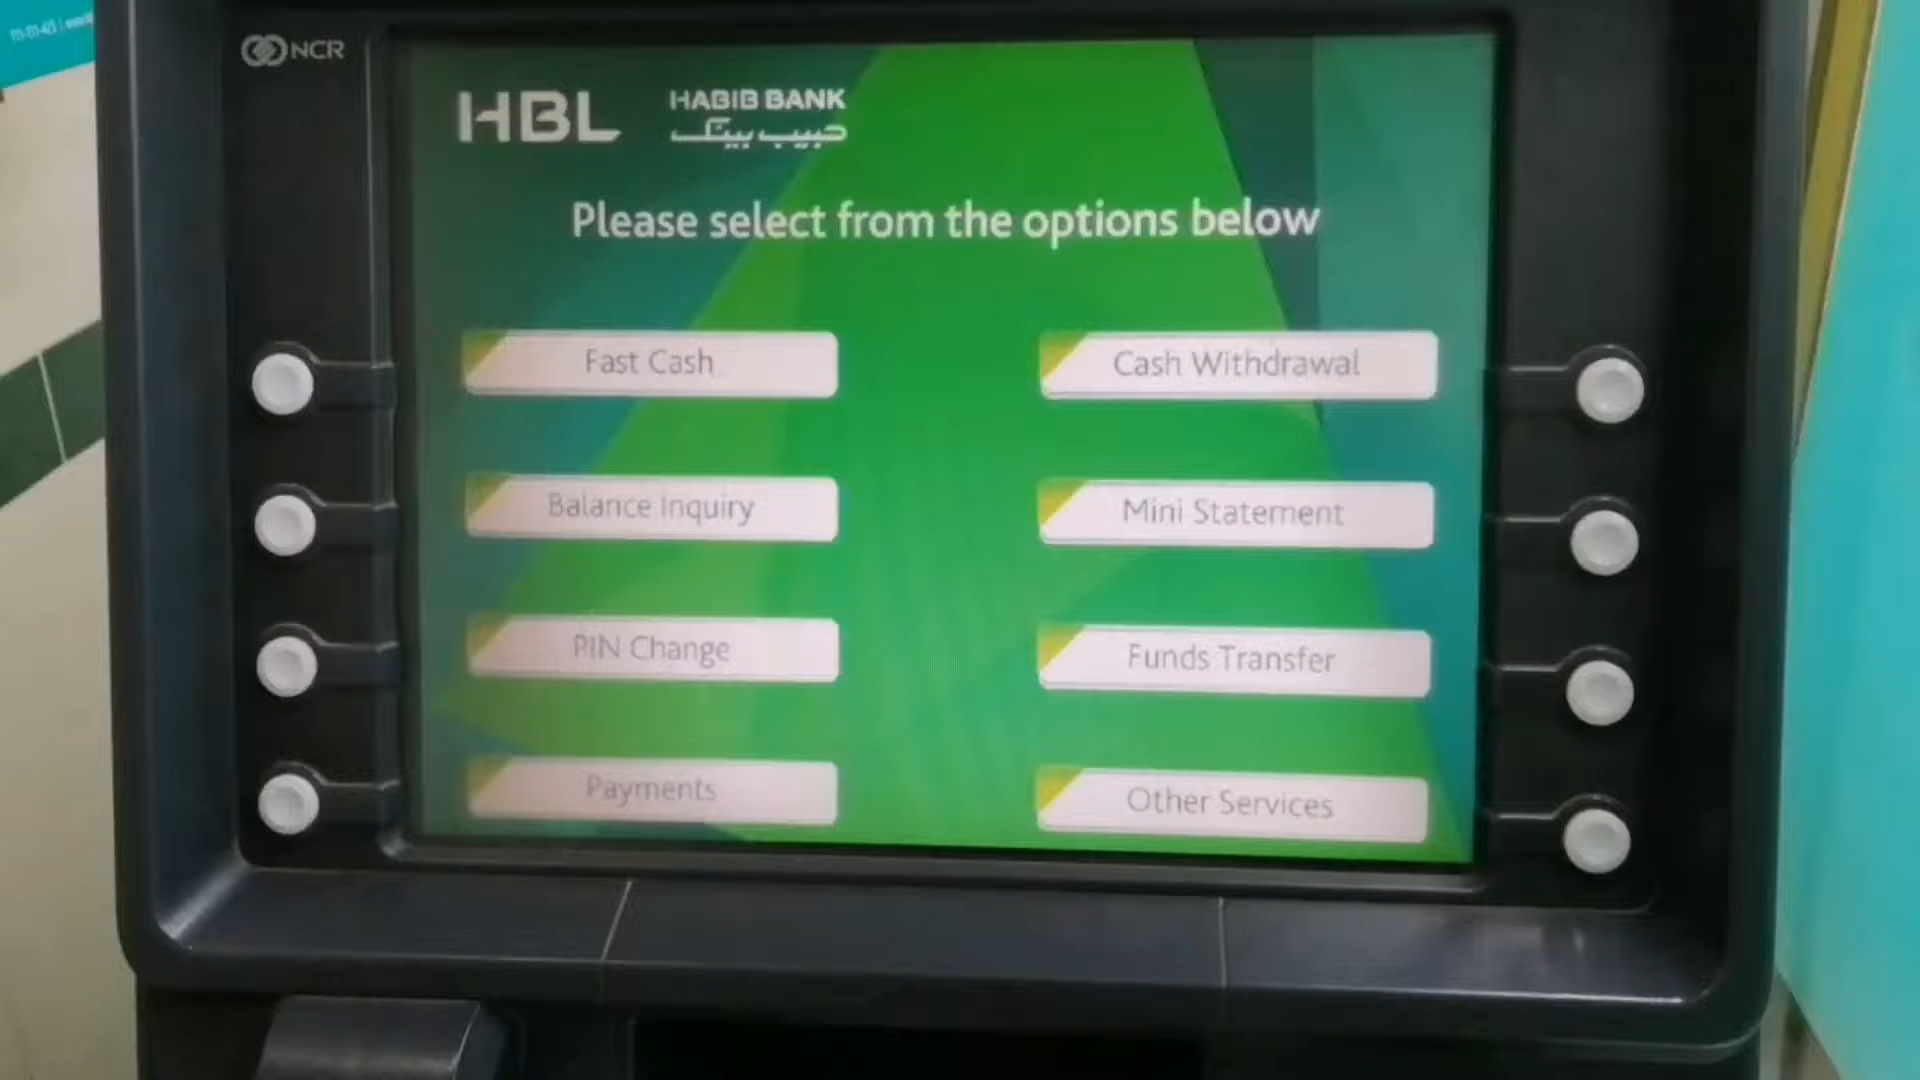 NCR
HBL
HABIB BANK
حبیب بینک
Please select from the options below
Fast Cash
Cash Withdrawal
Balance Inquiry
Mini Statement
PIN Change
Funds Transfer
Payments
Other Services